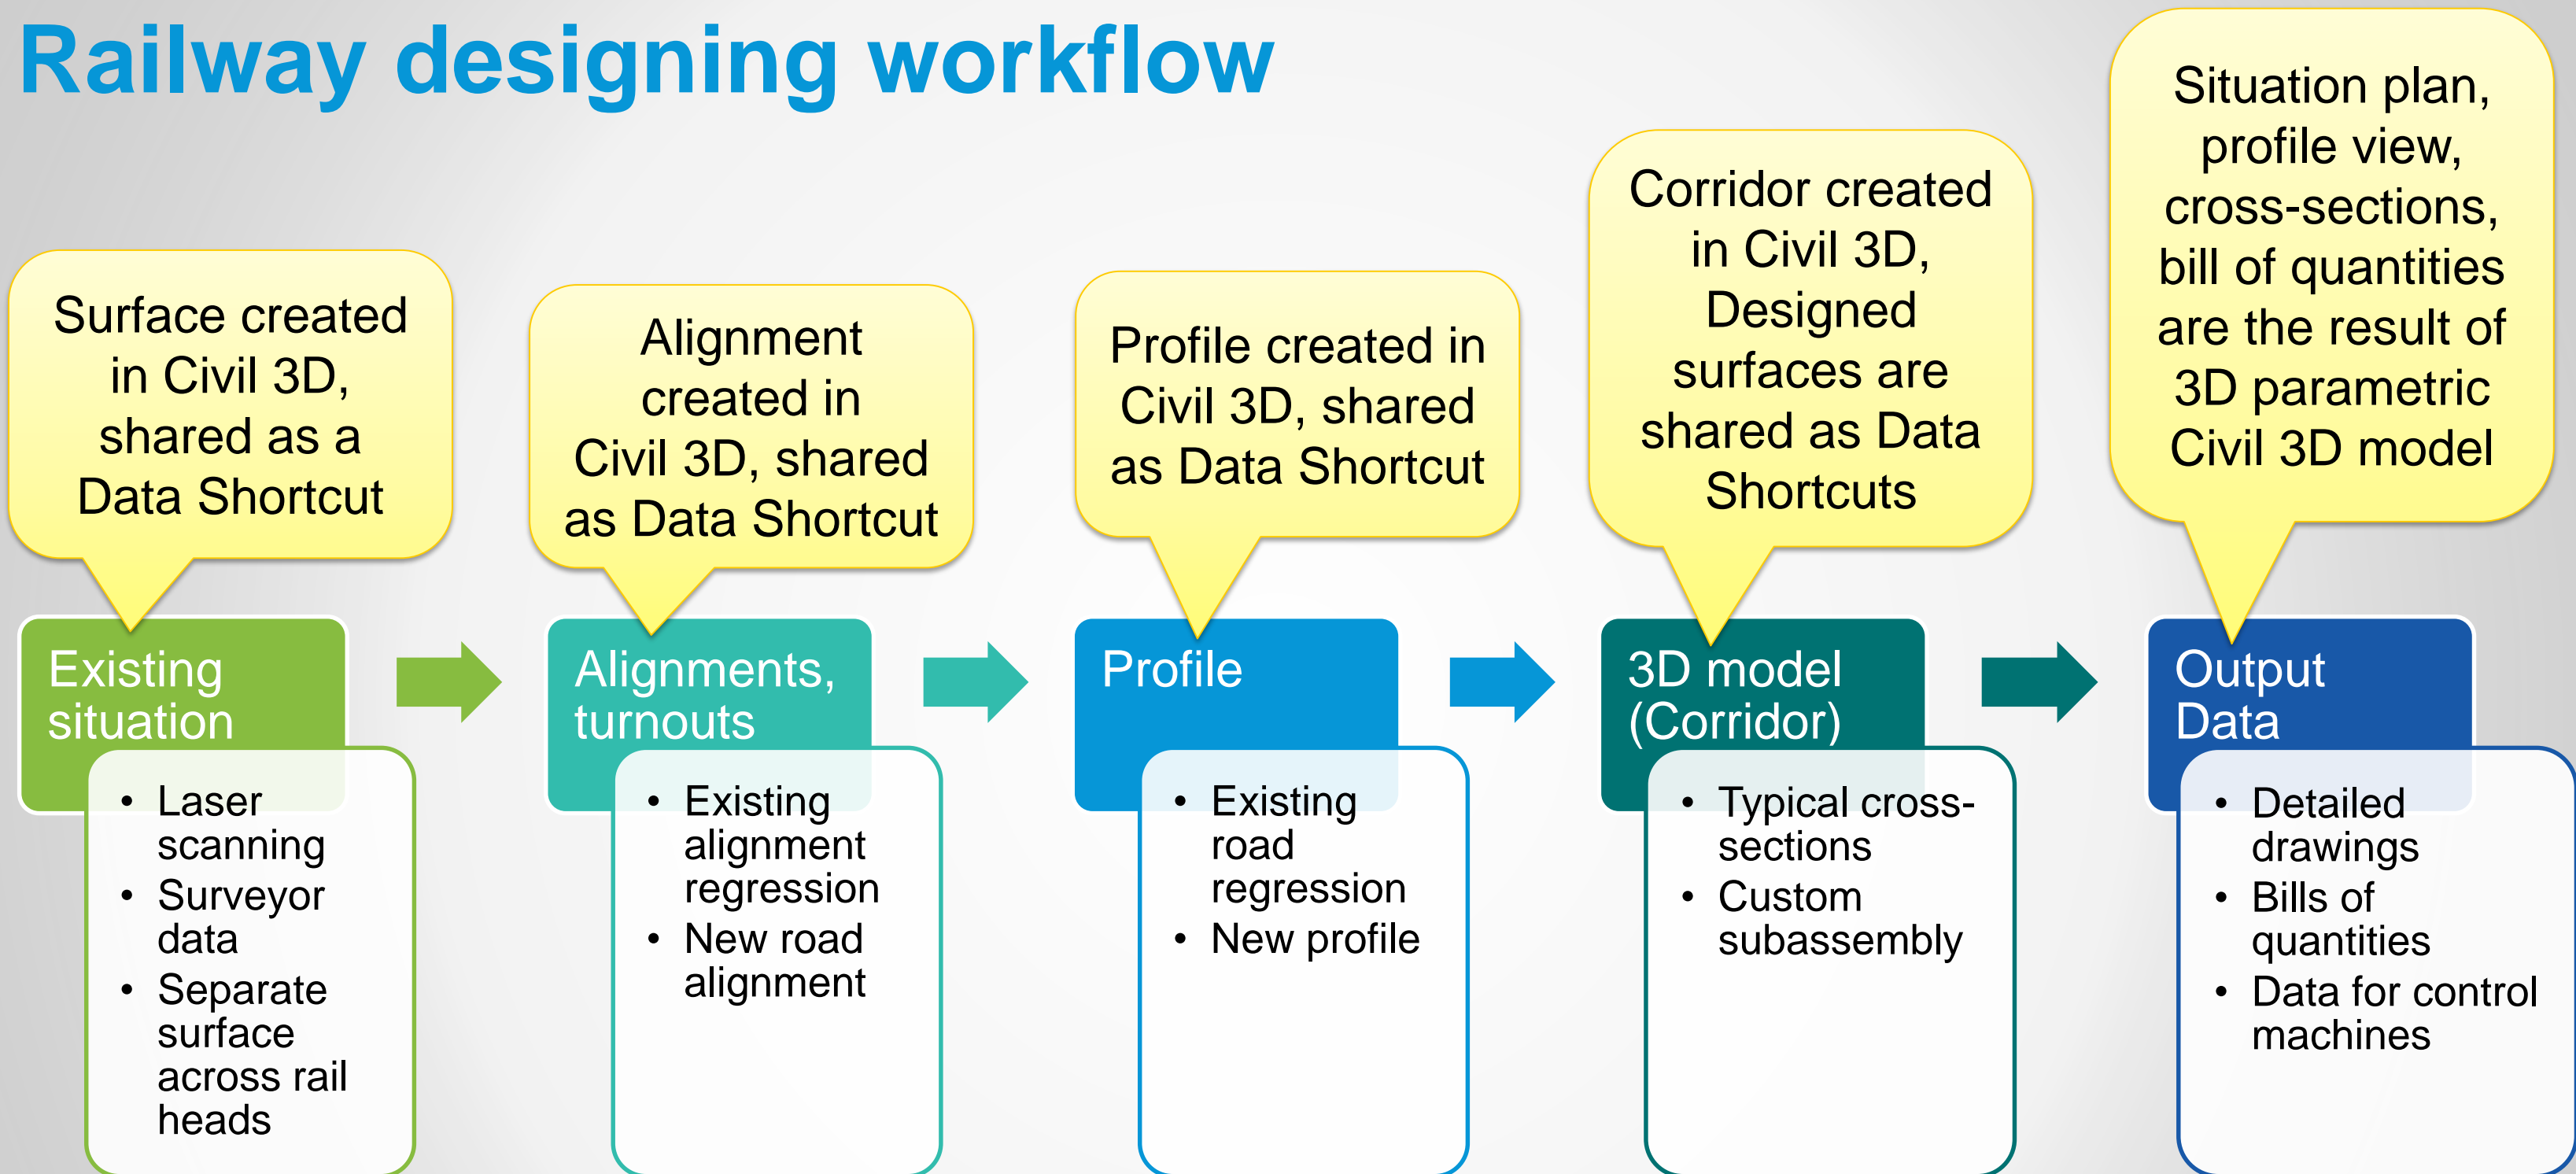 Railway designing workflow
Surface created
in Civil 3D,
shared as a
Data Shortcut
Alignment
created in
Civil 3D, shared
as Data Shortcut
Profile created in
Civil 3D, shared
as Data Shortcut
Corridor created
in Civil 3D,
Designed
surfaces are
shared as Data
Shortcuts
Situation plan,
profile view,
cross-sections,
bill of quantities
are the result of
3D parametric
Civil 3D model
Existing
situation
• Laser
scanning
• Surveyor
data
• Separate
surface
across rail
heads
Alignments,
turnouts
• Existing
alignment
regression
• New road
alignment
Profile
• Existing
road
regression
• New profile
3D model
(Corridor)
• Typical cross-
sections
• Custom
subassembly
Output
Data
• Detailed
drawings
• Bills of
quantities
• Data for control
machines